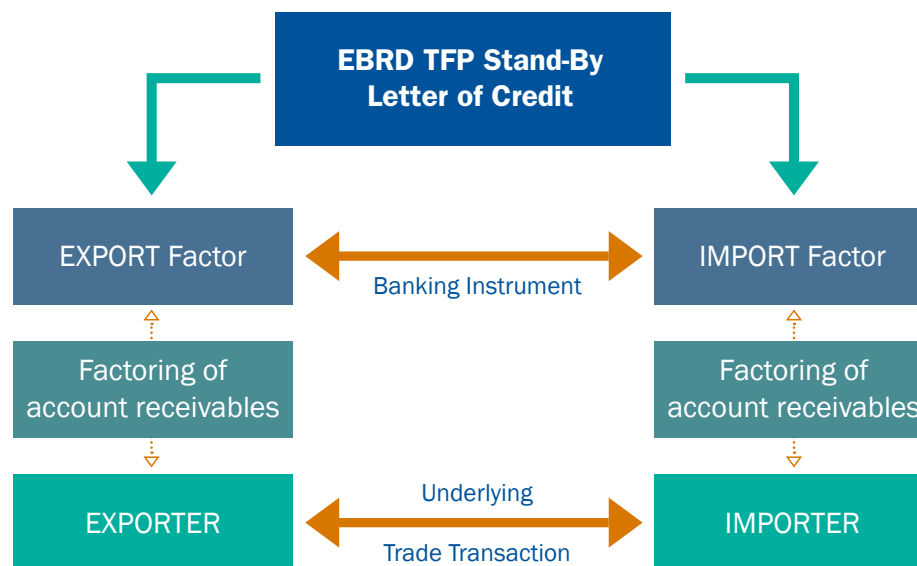 EBRD TFP Stand-By
Letter of Credit
EXPORT Factor
IMPORT Factor
Banking Instrument
Factoring of
account receivables
Factoring of
account receivables
Underlying
Trade Transaction
EXPORTER
IMPORTER